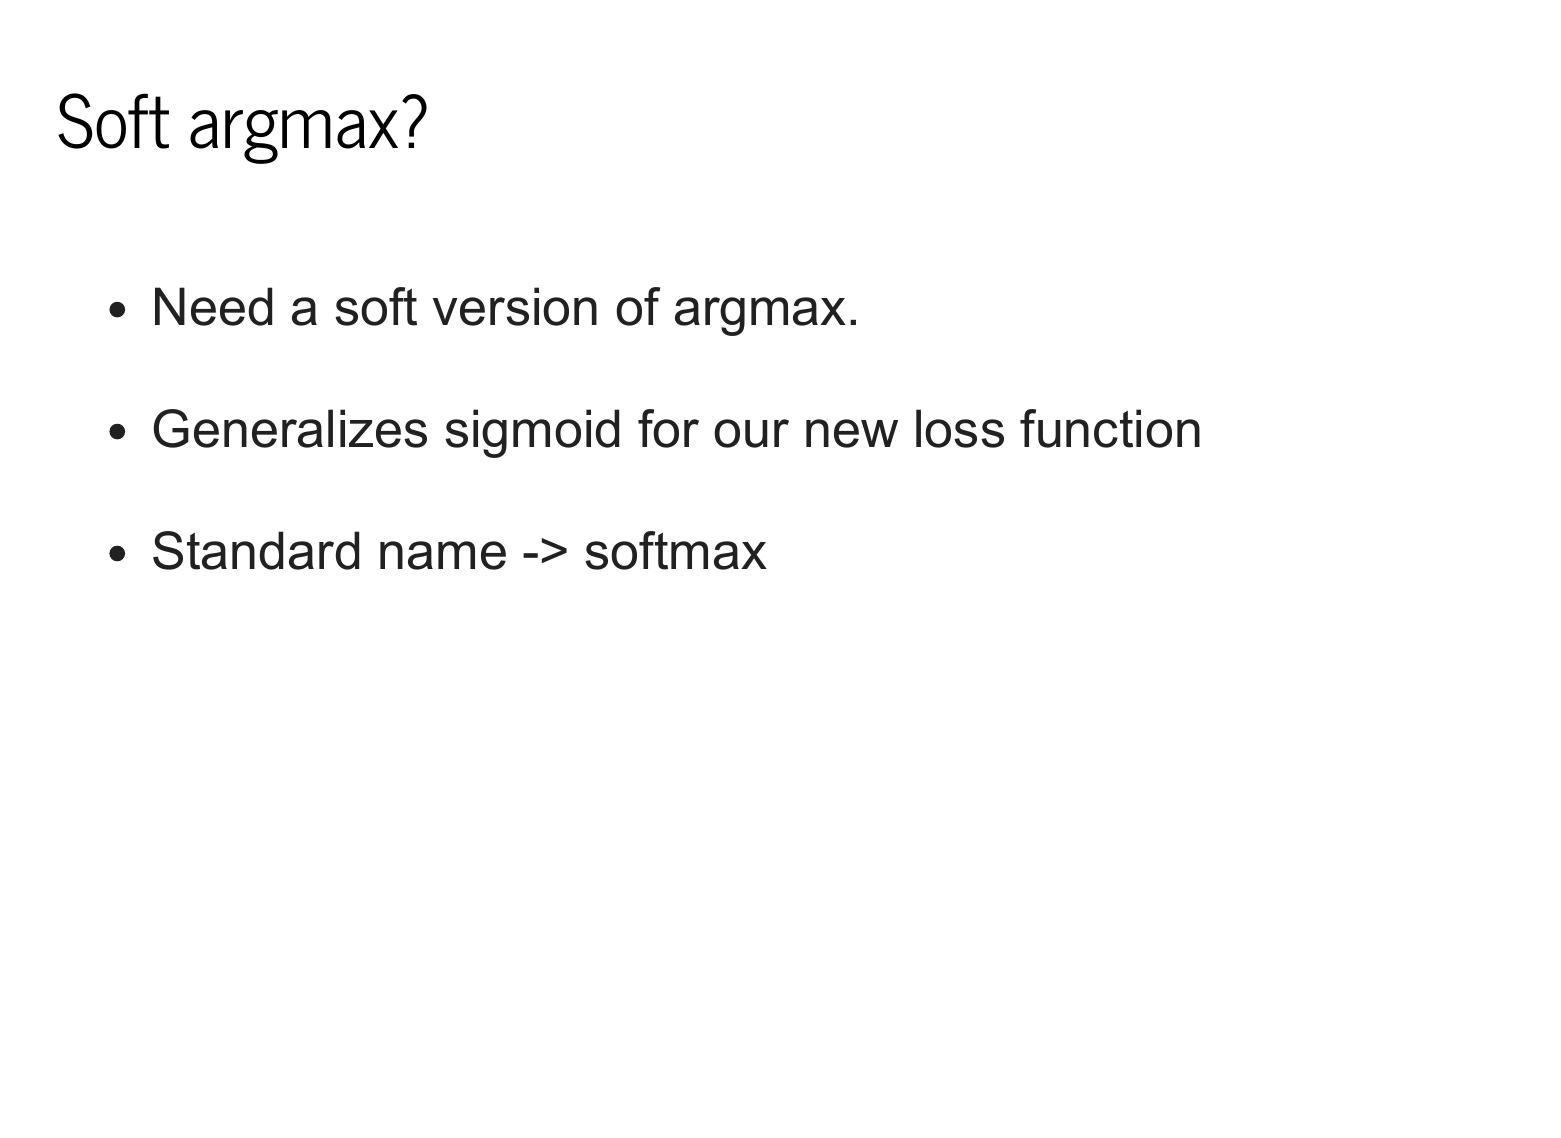 Soft argmax?
• Need a soft version of argmax.
• Generalizes sigmoid for our new loss function
• Standard name -> softmax